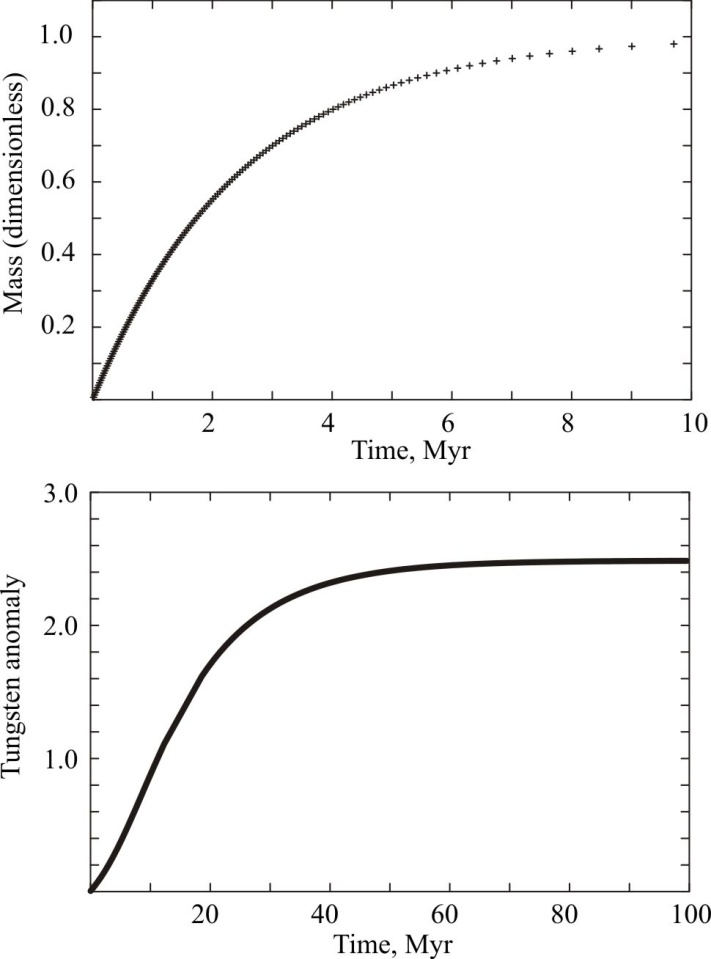 Mass (dimensionless)
1.0
0.8
0.6
0.4
0.2
2 4 6 8 10
Time, Myr
Tungsten anomaly
3.0
2.0
1.0
20 40 60 80 100
Time, Myr